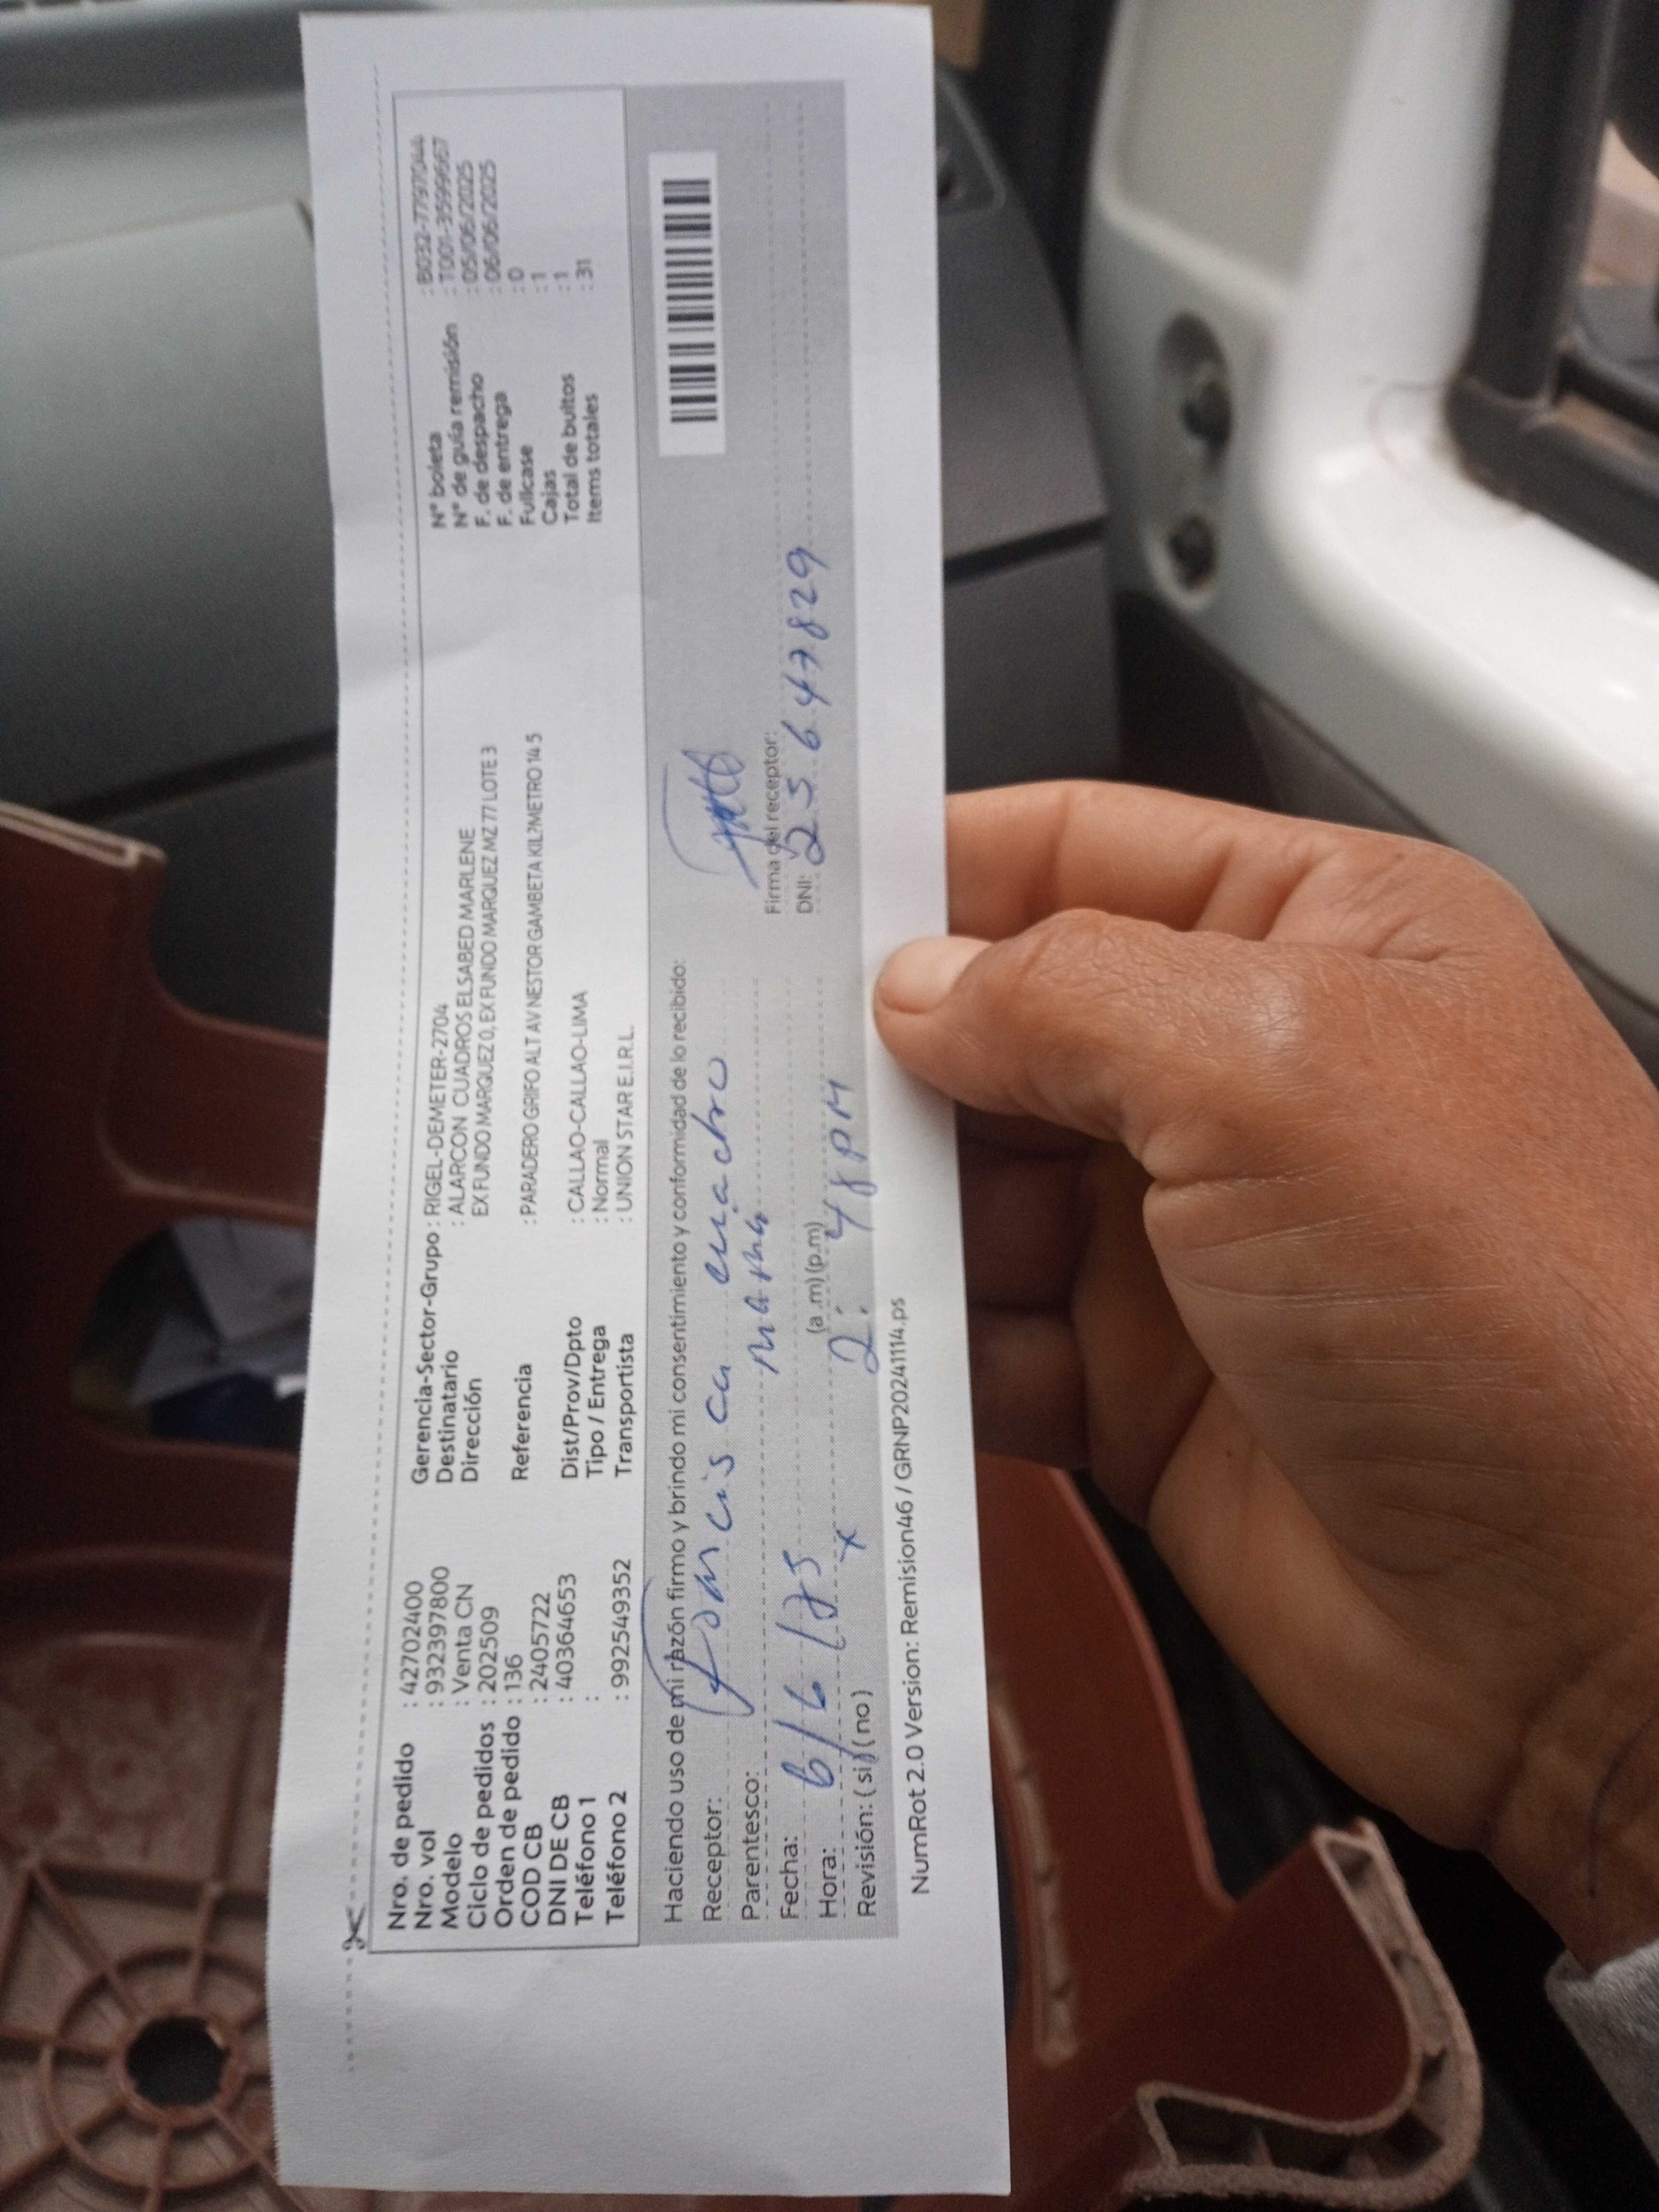 Nro. de pedido : 42702400
Nro. vol : 932397800
Modelo : Venta CN
Ciclo de pedidos : 202509
Orden de pedido : 136
COD CB : 2405722
DNI DE CB : 40364653
Teléfono 1 :
Teléfono 2 : 992549352
Gerencia-Sector-Grupo : RIGEL-DEMETER-2704
Destinatario : ALARCON CUADROS ELSABED MARLENE
Dirección EX FUNDO MARQUEZ 0, EX FUNDO MARQUEZ MZ 77 LOTE 3
Referencia : PARADERO GRIFO ALT AV NESTOR GAMBETA KIL?METRO 14.5
Dist/Prov/Dpto : CALLAO-CALLAO-LIMA
Tipo / Entrega : Normal
Transportista : UNION STAR E.I.R.L.
N° boleta : B032-77797044
N° de guía remisión : T001-35999667
F. de despacho : 05/06/2025
F. de entrega : 06/06/2025
Fullcase : 0
Cajas : 1
Total de bultos : 1
Items totales : 31
Haciendo uso de mi razón firmo y brindo mi consentimiento y conformidad de lo recibido:
Receptor:
Parentesco: mama
Fecha: 6/6/25
Hora: (a .m) (p.m) 2: 48 pm
Revisión: ( si ) ( no ) x
Firma del receptor:
DNI: 25647829
NumRot 2.0 Version: Remision46 / GRNP20241114.ps